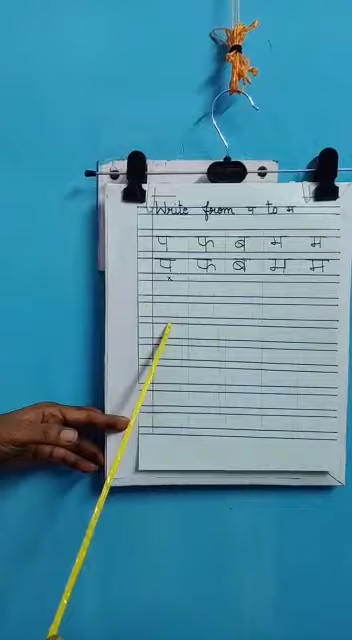 Write from प to म
प फ ब भ म
प फ ब भ म
x